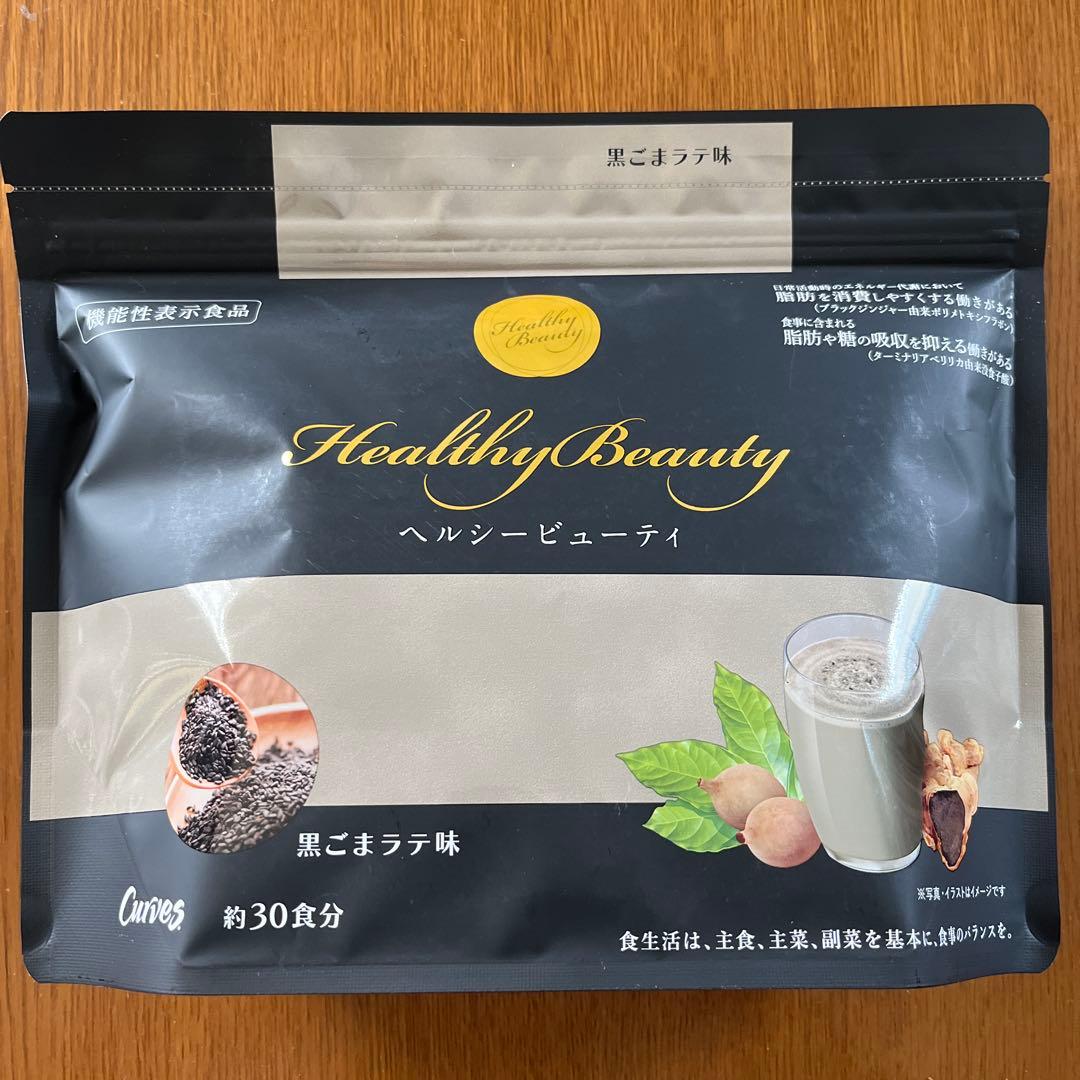 黒ごまラテ味
機能性表示食品
日常活動時のエネルギー代謝において
脂肪を消費しやすくする働きがある
(ブラックジンジャー由来ポリメトキシフラボン)
食事に含まれる
脂肪や糖の吸収を抑える働きがある
(ターミナリアベリリカ由来没食子酸)
Healthy
Beauty
Healthy Beauty
ヘルシービューティ
黒ごまラテ味
Curves
約30食分
※写真・イラストはイメージです
食生活は、主食、主菜、副菜を基本に、食事のバランスを。